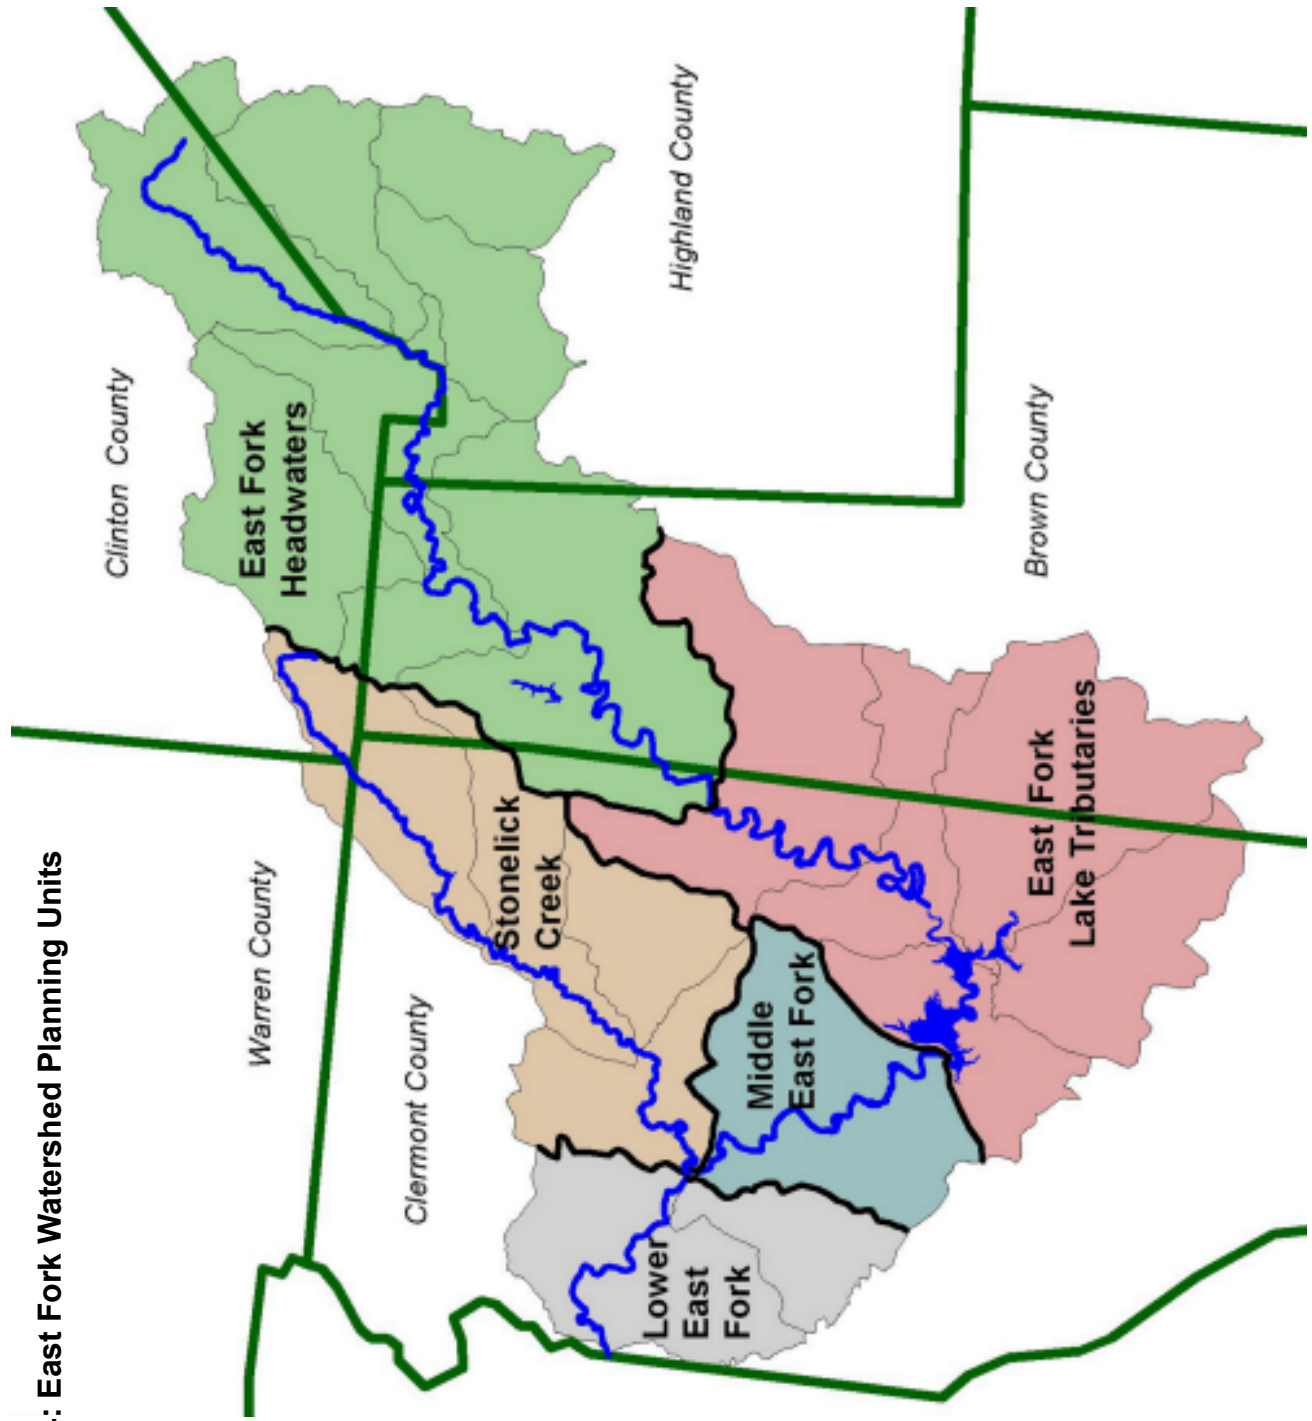 : East Fork Watershed Planning Units
Clinton County
Highland County
East Fork
Headwaters
Warren County
Clermont County
Stonelick
Creek
Brown County
Middle
East Fork
East Fork
Lake Tributaries
Lower
East
Fork